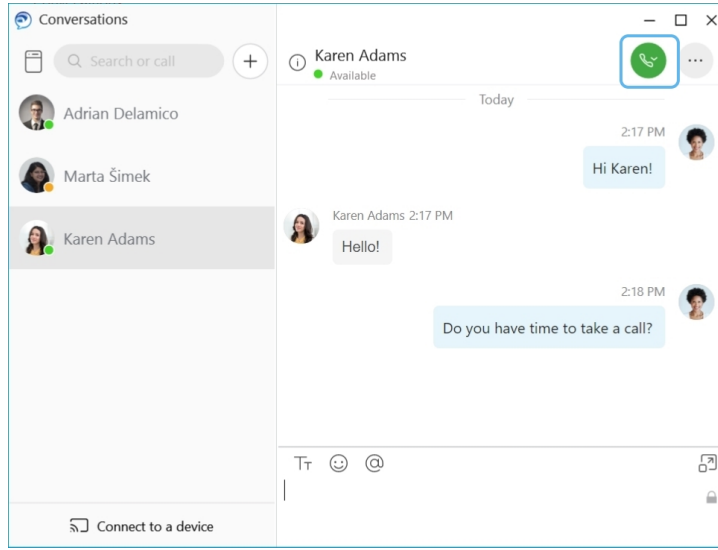 Conversations
Search or call
+
Adrian Delamico
Marta Šimek
Karen Adams
Connect to a device
Karen Adams
Available
Today
2:17 PM
Hi Karen!
Karen Adams 2:17 PM
Hello!
2:18 PM
Do you have time to take a call?
TT
@